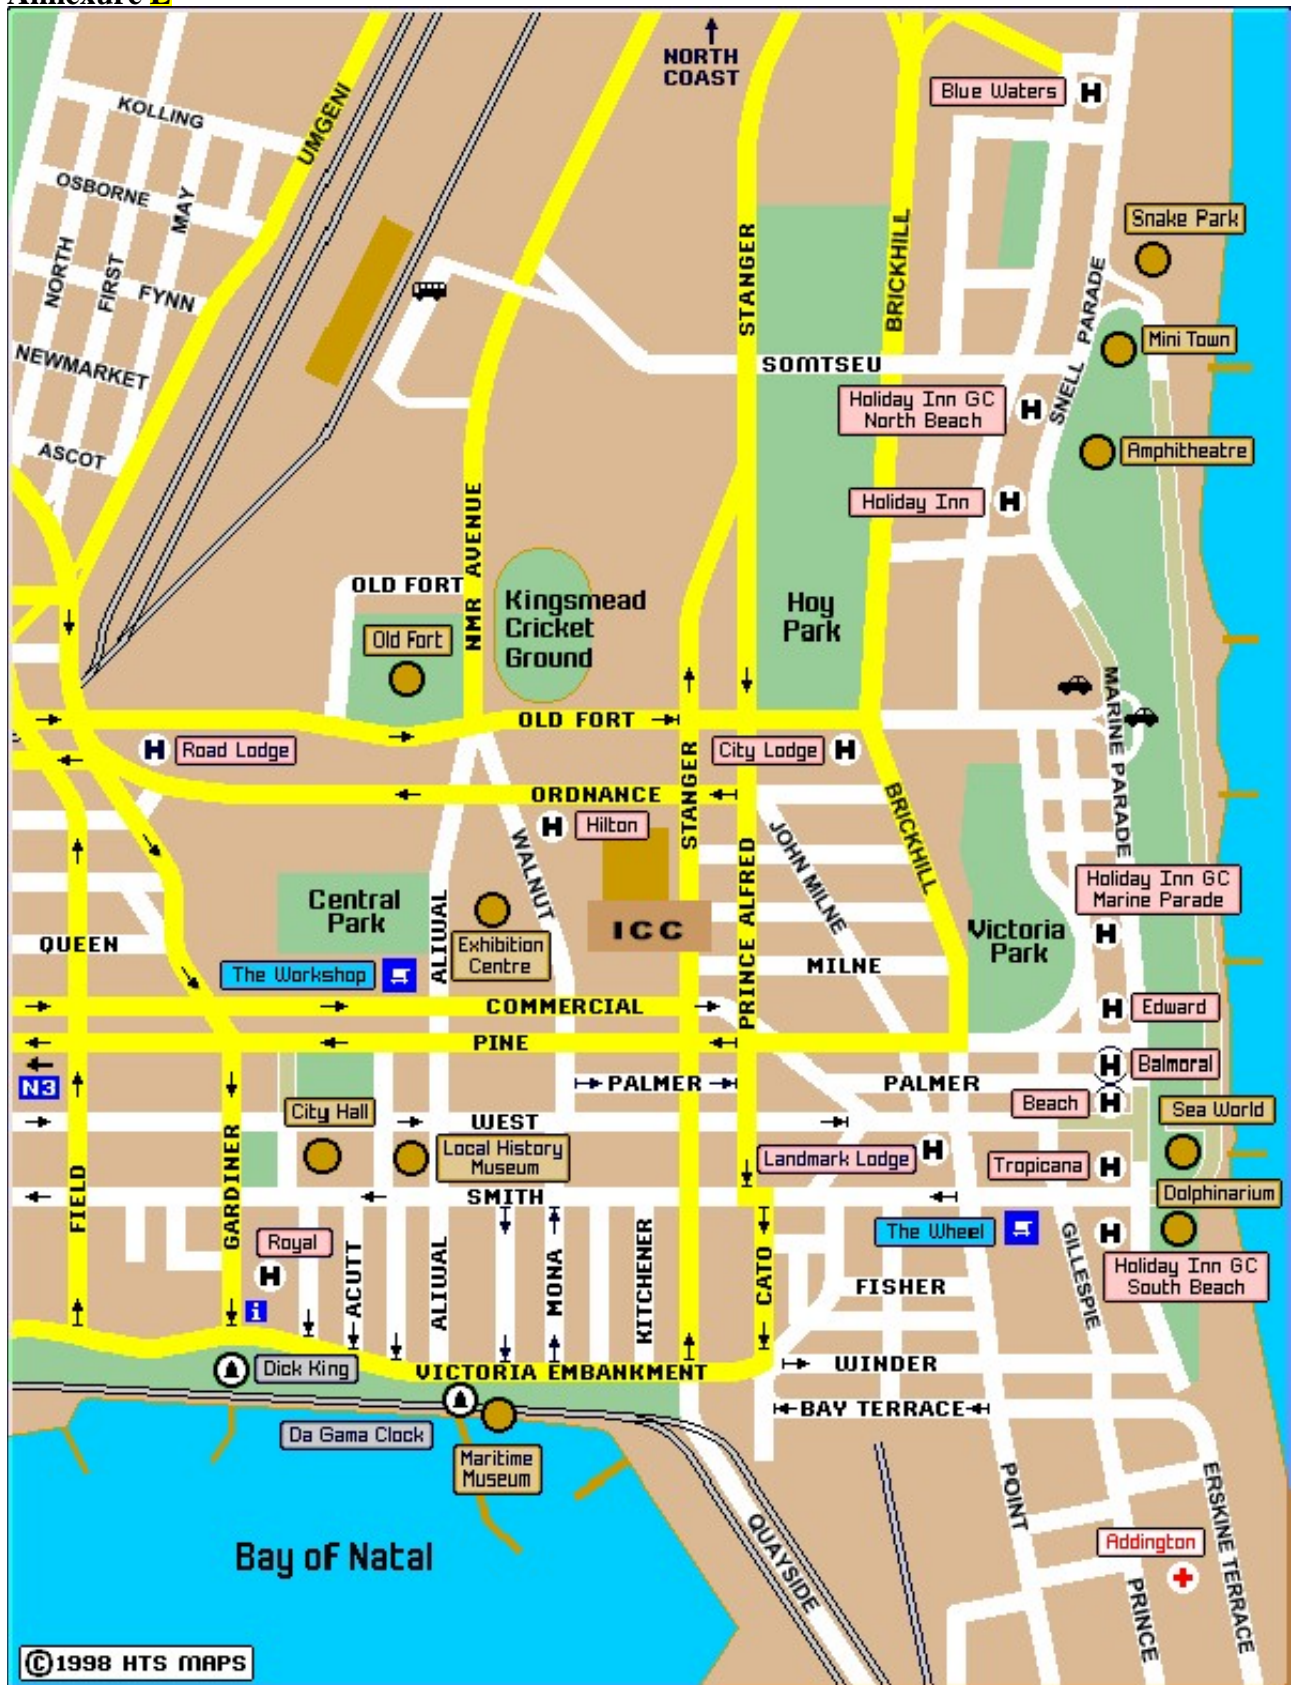 Annexure E
NORTH
COAST
Blue Waters
H
KOLLING
UMGENI
OSBORNE
MAY
Snake Park
NORTH
FIRST
FYNN
STANGER
BRICKHILL
SNELL PARADE
Mini Town
NEWMARKET
SOMTSEU
Holiday Inn GC
North Beach
H
ASCOT
Amphitheatre
Holiday Inn
H
NMR AVENUE
OLD FORT
Kingsmead
Cricket
Ground
Hoy
Park
Old Fort
MARINE PARADE
OLD FORT
H
Road Lodge
City Lodge
H
ORDNANCE
STANGER
BRICKHILL
H
Hilton
WALNUT
JOHN MILNE
PRINCE ALFRED
Holiday Inn GC
Marine Parade
H
Central
Park
ALIWAL
Exhibition
Centre
ICC
Victoria
Park
QUEEN
The Workshop
MILNE
COMMERCIAL
H
Edward
PINE
N3
PALMER
PALMER
H
Balmoral
Beach
H
City Hall
WEST
Sea World
Local History
Museum
Landmark Lodge
H
Tropicana
H
FIELD
GARDINER
SMITH
Dolphinarium
Royal
H
The Wheel
H
Holiday Inn GC
South Beach
ACUTT
ALIWAL
MONA
KITCHENER
CATO
FISHER
GILLESPIE
i
Dick King
VICTORIA EMBANKMENT
WINDER
BAY TERRACE
Da Gama Clock
Maritime
Museum
POINT
ERSKINE TERRACE
QUAYSIDE
Addington
Bay of Natal
PRINCE
©1998 HTS MAPS